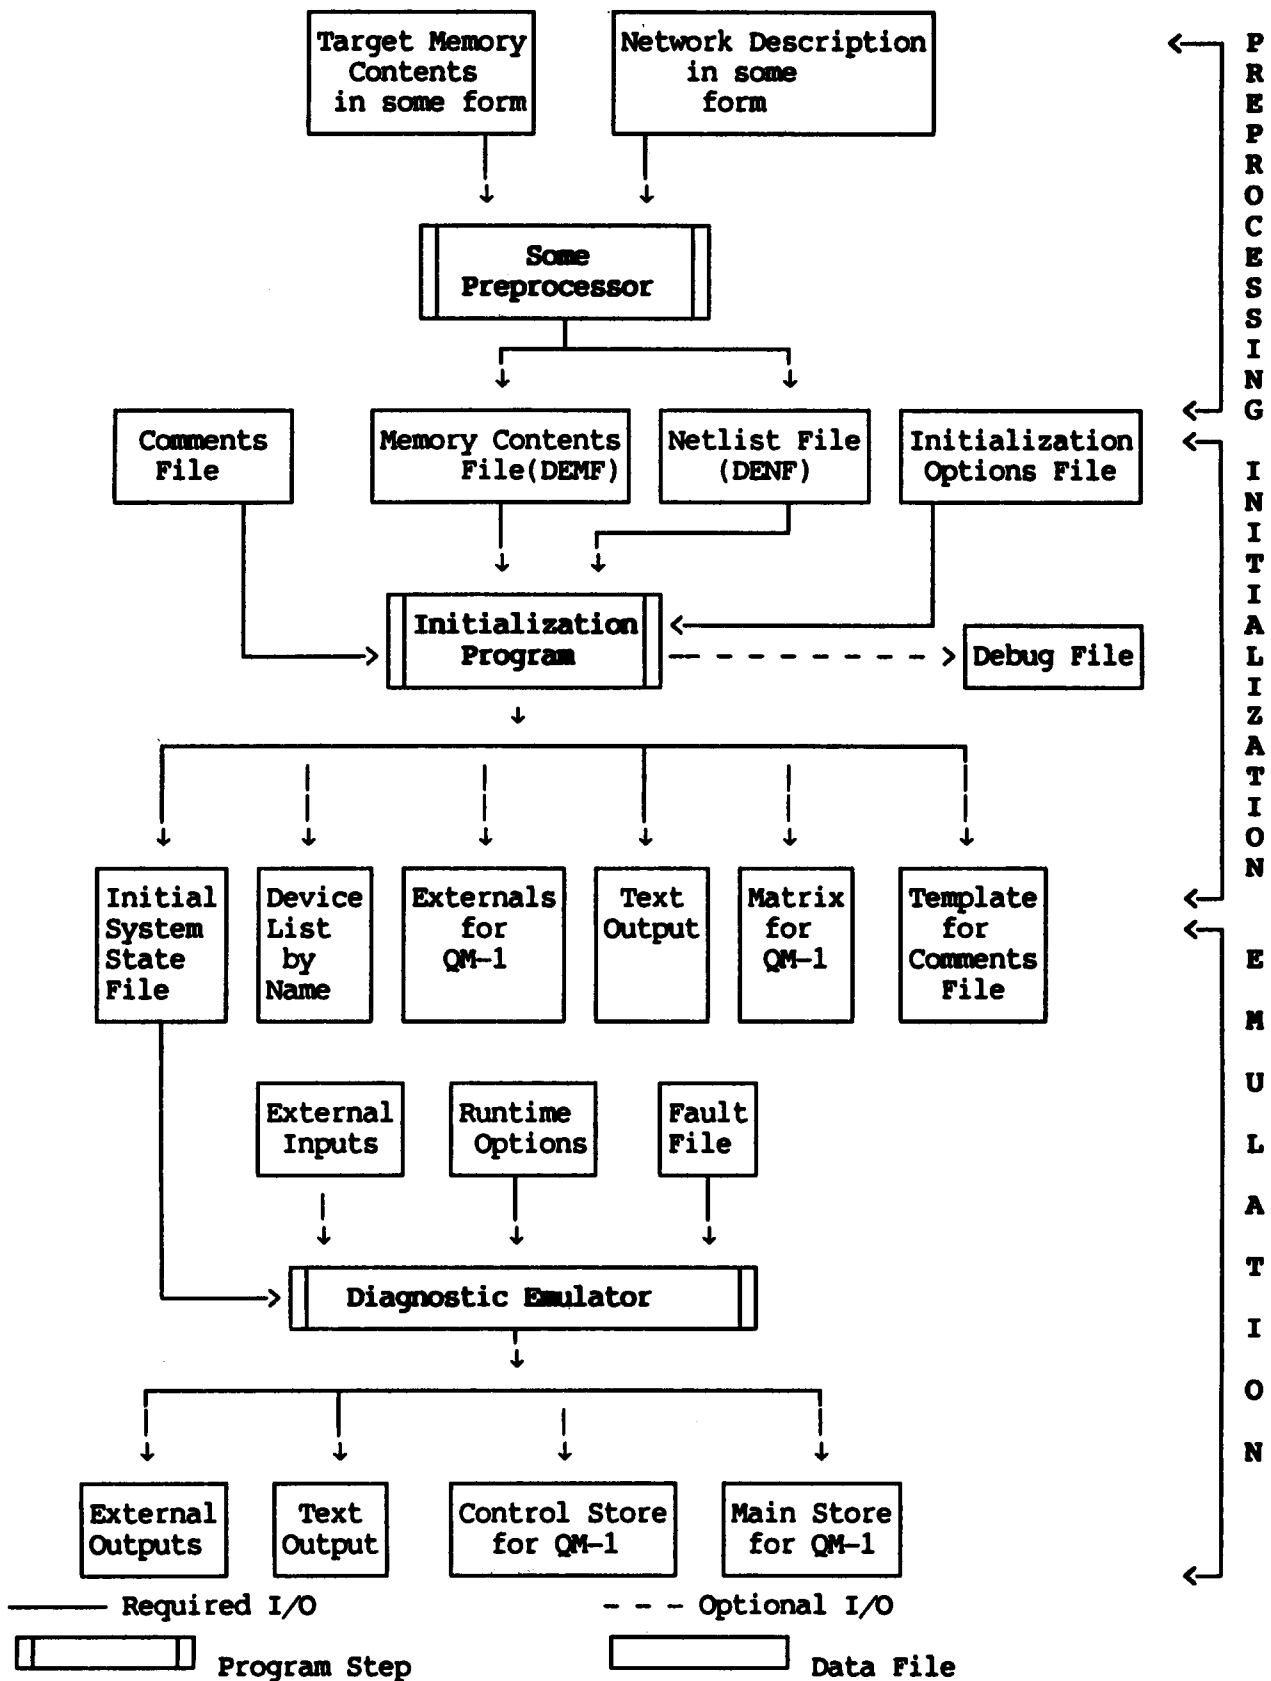 Target Memory
Contents
in some form
Network Description
in some
form
Some
Preprocessor
Comments
File
Memory Contents
File(DEMF)
Netlist File
(DENF)
Initialization
Options File
Initialization
Program
Debug File
Initial
System
State
File
Device
List
by
Name
Externals
for
QM-1
Text
Output
Matrix
for
QM-1
Template
for
Comments
File
External
Inputs
Runtime
Options
Fault
File
Diagnostic Emulator
External
Outputs
Text
Output
Control Store
for QM-1
Main Store
for QM-1
Required I/O
Optional I/O
Program Step
Data File
PREPROCESSING
INITIALIZATION
EMULATION